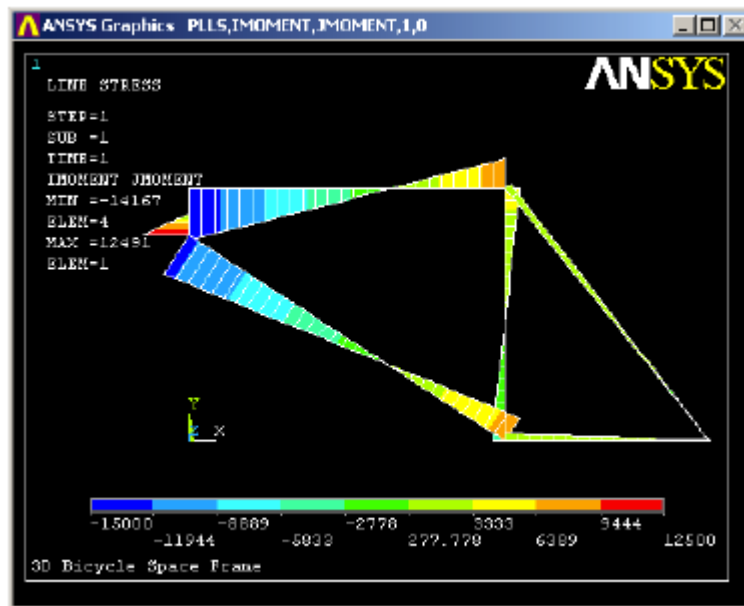 ANSYS Graphics PLLS,IMOMENT,JMOMENT,1,0
1
ANSYS
LINE STRESS
STEP=1
SUB =1
TIME=1
IMOMENT JMOMENT
MIN =-14167
ELEM=4
MAX =12491
ELEM=1
Y
Z X
-15000 -8889 -2778 3333 9444
-11944 -5833 277.778 6389 12500
3D Bicycle Space Frame